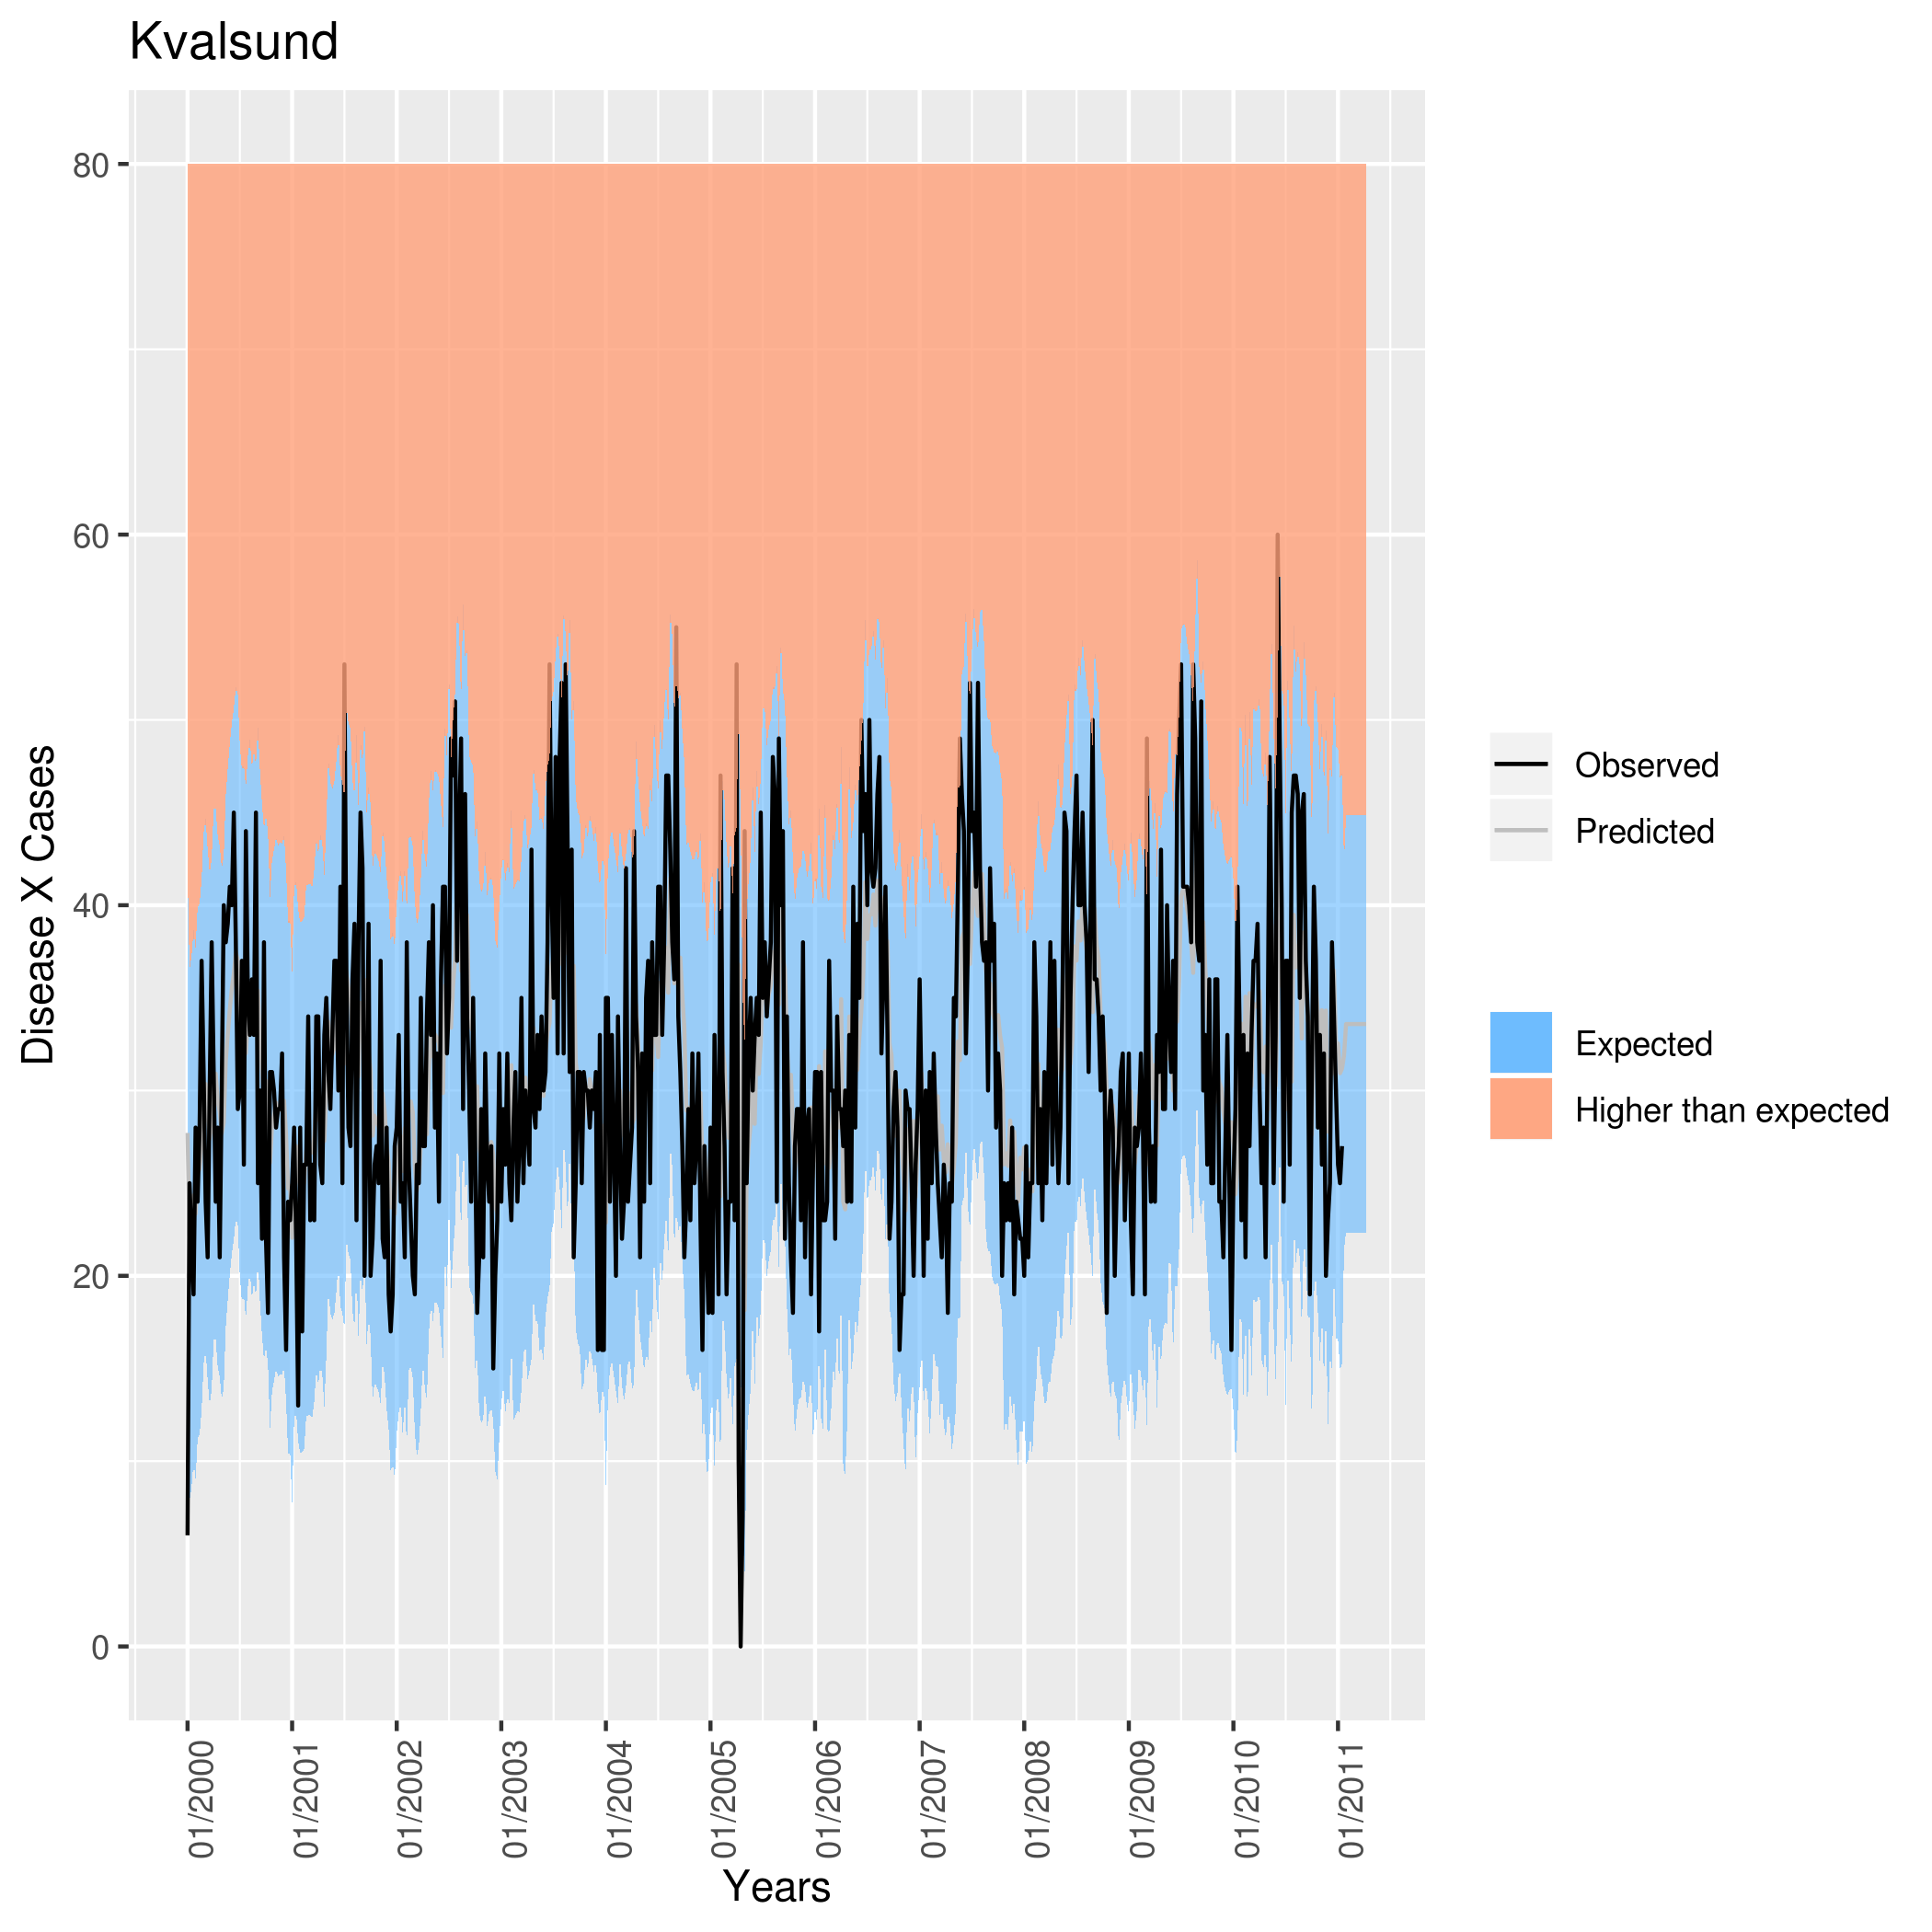 Kvalsund
80
60
40
20
0
Disease X Cases
01/2000
01/2001
01/2002
01/2003
01/2004
01/2005
01/2006
01/2007
01/2008
01/2009
01/2010
01/2011
Years
Observed
Predicted
Expected
Higher than expected